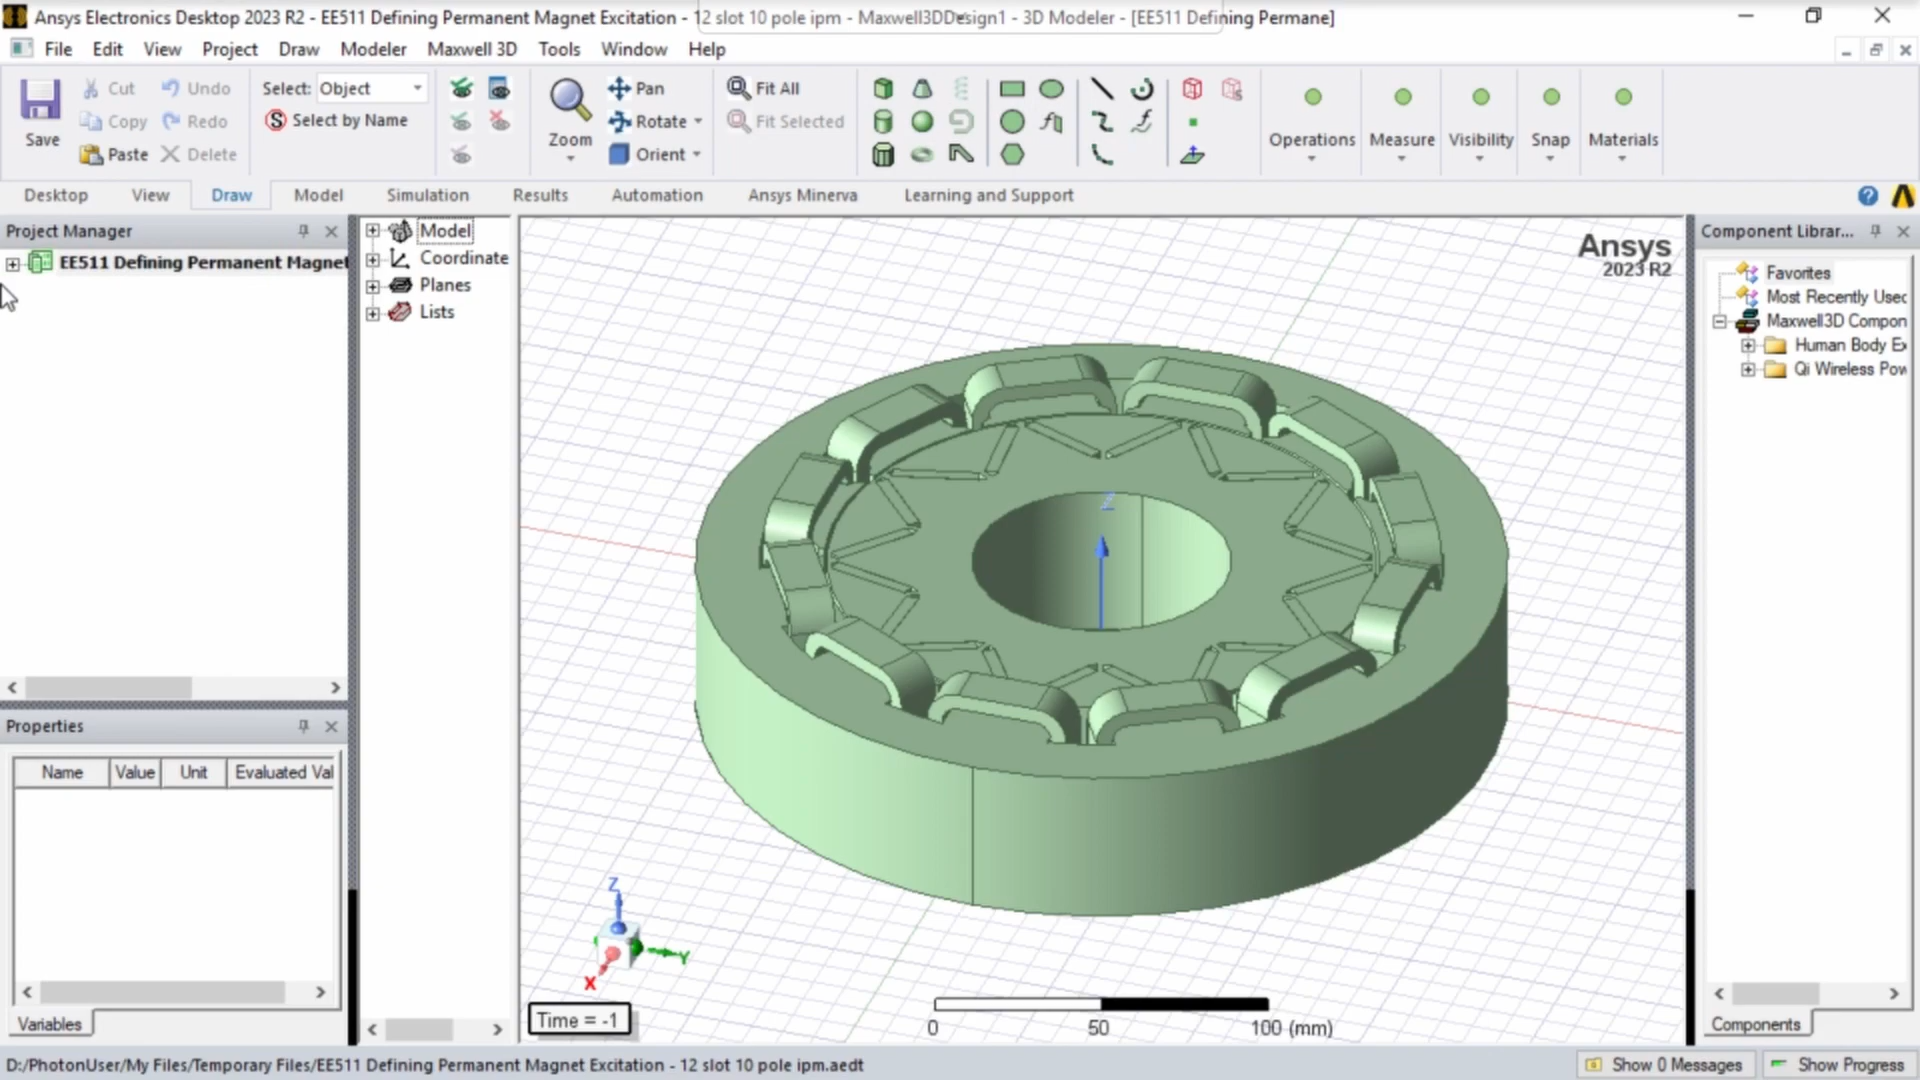 Ansys Electronics Desktop 2023 R2 - EE511 Defining Permanent Magnet Excitation - 12 slot 10 pole ipm - Maxwell3DDesign1 - 3D Modeler - [EE511 Defining Permane]
File Edit View Project Draw Modeler Maxwell 3D Tools Window Help
Save
Cut
Copy
Paste
Undo
Redo
Delete
Select: Object
Select by Name
Zoom
Pan
Rotate
Orient
Fit All
Fit Selected
Operations
Measure
Visibility
Snap
Materials
Desktop View Draw Model Simulation Results Automation Ansys Minerva Learning and Support
Project Manager
EE511 Defining Permanent Magnet
Model
Coordinate
Planes
Lists
Ansys
2023 R2
Component Librar...
Favorites
Most Recently Used
Maxwell3D Compon
Human Body Ex
Qi Wireless Pow
Properties
Name Value Unit Evaluated Val
Variables
Z
Z
Y
X
Time = -1
0 50 100 (mm)
Components
D:/PhotonUser/My Files/Temporary Files/EE511 Defining Permanent Magnet Excitation - 12 slot 10 pole ipm.aedt
Show 0 Messages
Show Progress